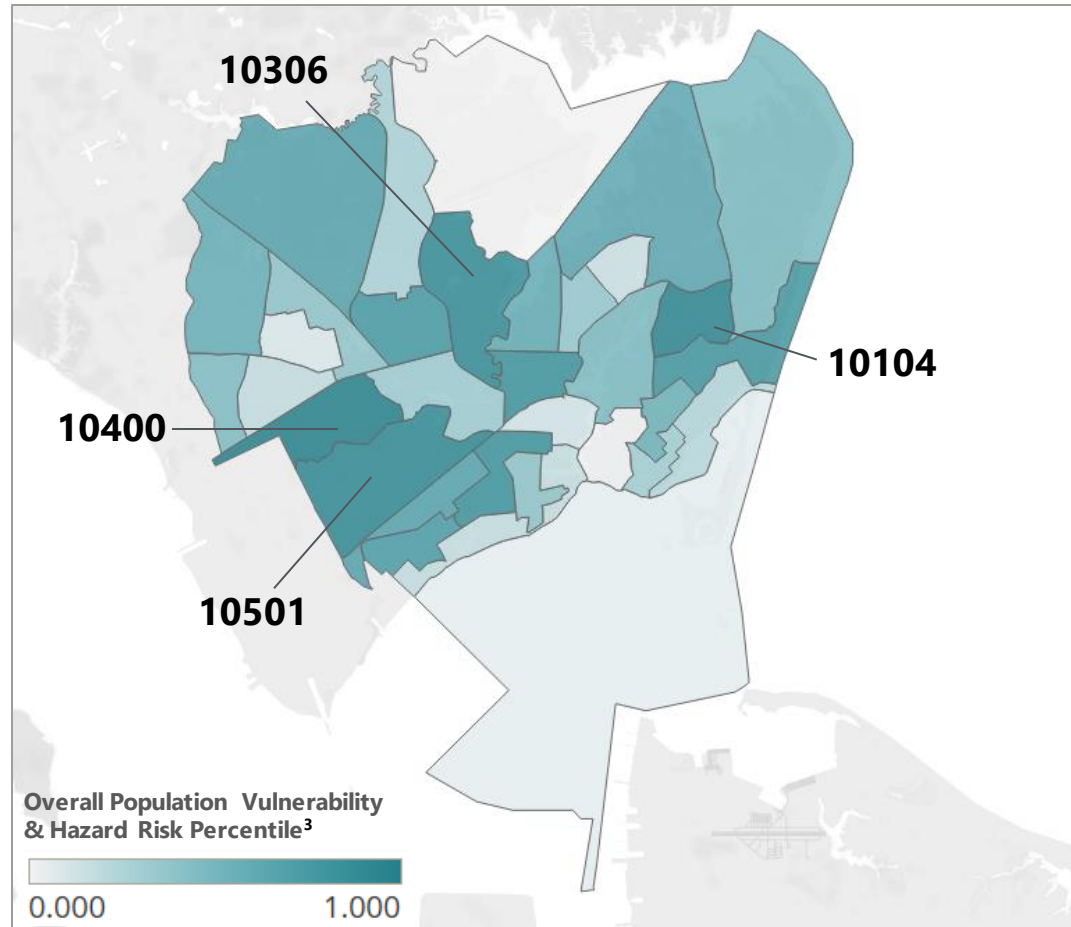 10306
10104
10400
10501
Overall Population Vulnerability
& Hazard Risk Percentile³
0.000 1.000